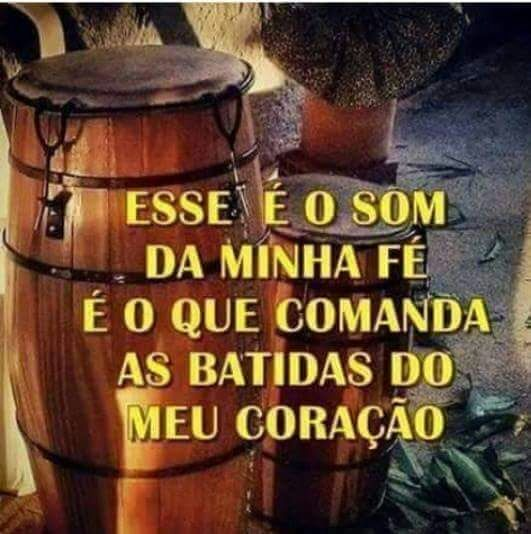 ESSE É O SOM
DA MINHA FÉ
É O QUE COMANDA
AS BATIDAS DO
MEU CORAÇÃO